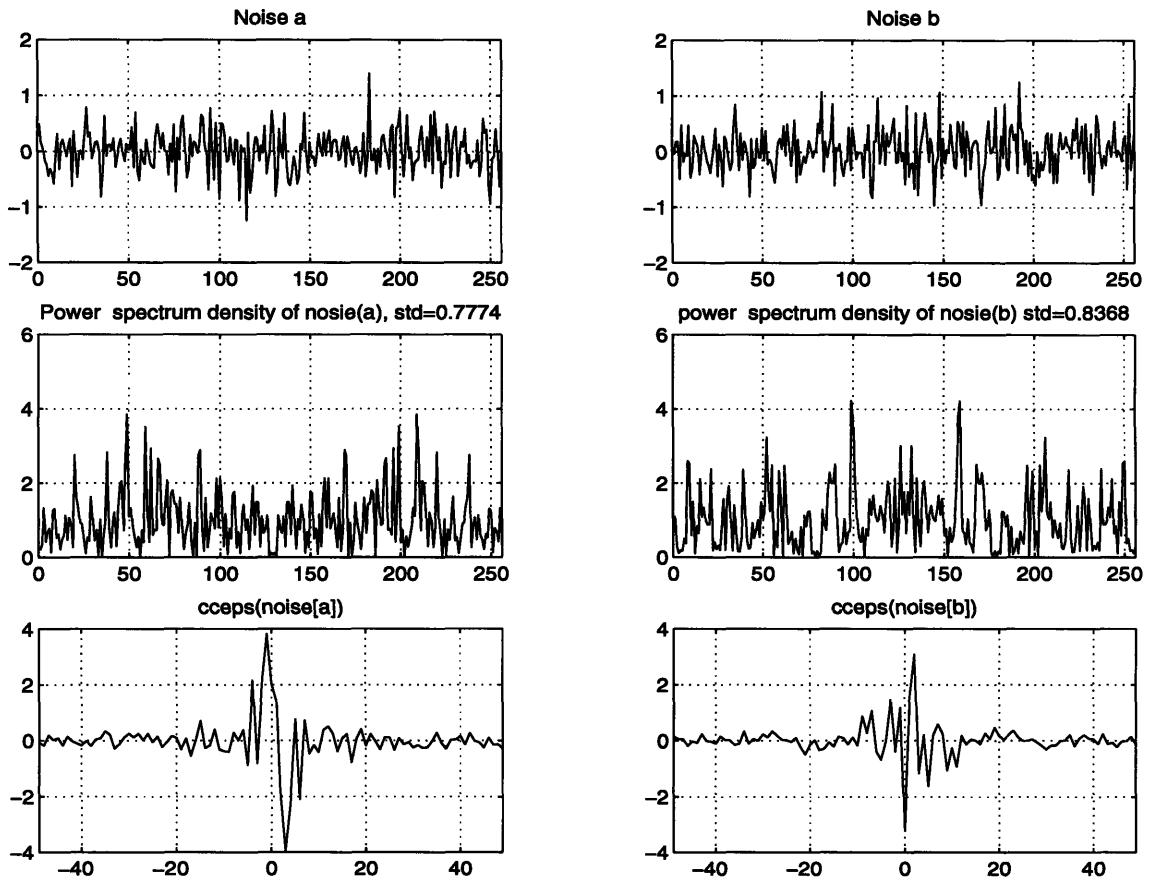 Noise a
2
1
0
−1
−2
0 50 100 150 200 250
Noise b
2
1
0
−1
−2
0 50 100 150 200 250
Power spectrum density of nosie(a), std=0.7774
6
4
2
0
0 50 100 150 200 250
power spectrum density of nosie(b) std=0.8368
6
4
2
0
0 50 100 150 200 250
cceps(noise[a])
4
2
0
−2
−4
−40 −20 0 20 40
cceps(noise[b])
4
2
0
−2
−4
−40 −20 0 20 40